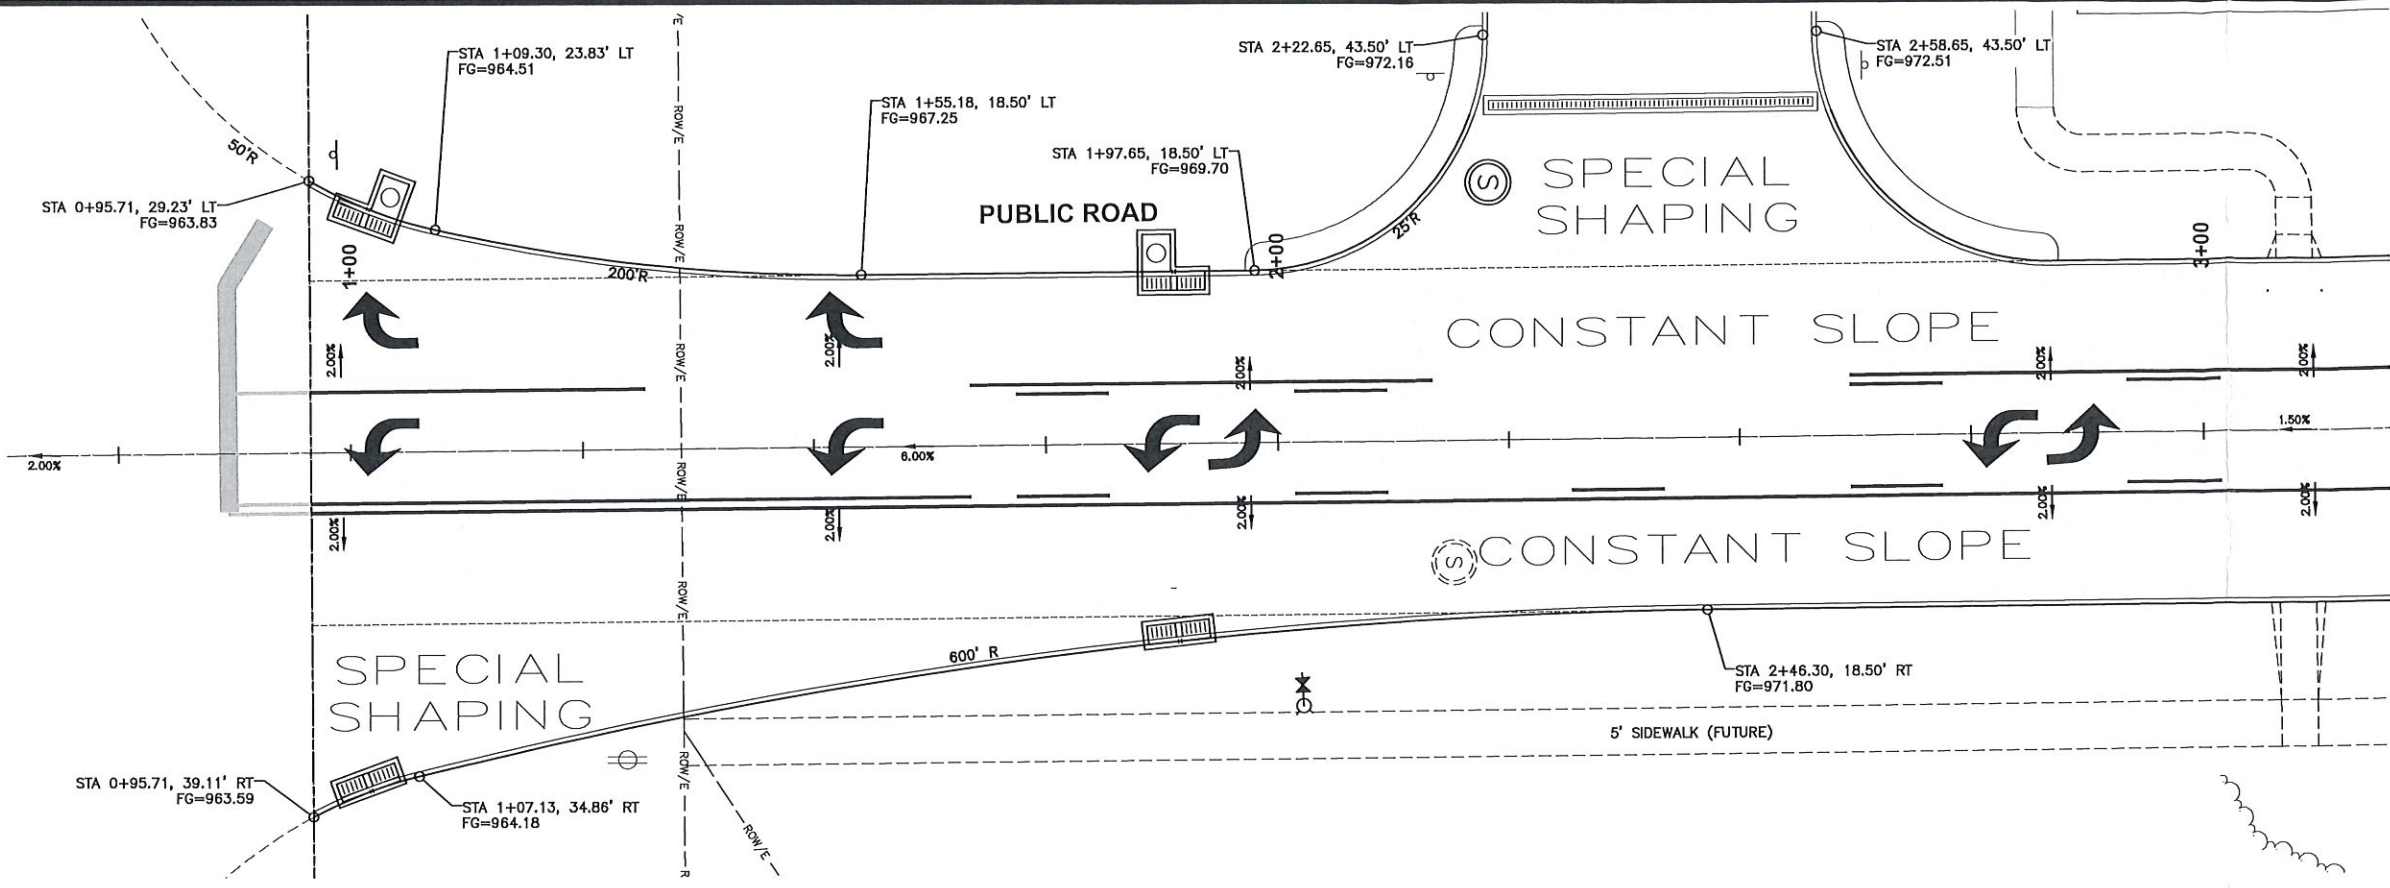 STA 1+09.30, 23.83' LT
FG=964.51
STA 2+22.65, 43.50' LT
FG=972.16
STA 2+58.65, 43.50' LT
FG=972.51
STA 1+55.18, 18.50' LT
FG=967.25
STA 1+97.65, 18.50' LT
FG=969.70
50'R
STA 0+95.71, 29.23' LT
FG=963.83
PUBLIC ROAD
S
SPECIAL
SHAPING
25'R
1+00
200'R
2+00
3+00
ROW/E
ROW/E
ROW/E
ROW/E
ROW/E
ROW/E
ROW/E
R
CONSTANT SLOPE
2.00%
2.00%
2.00%
2.00%
2.00%
2.00%
6.00%
1.50%
2.00%
2.00%
2.00%
2.00%
2.00%
S
CONSTANT SLOPE
SPECIAL
SHAPING
600' R
STA 2+46.30, 18.50' RT
FG=971.80
5' SIDEWALK (FUTURE)
STA 0+95.71, 39.11' RT
FG=963.59
STA 1+07.13, 34.86' RT
FG=964.18
ROW/E